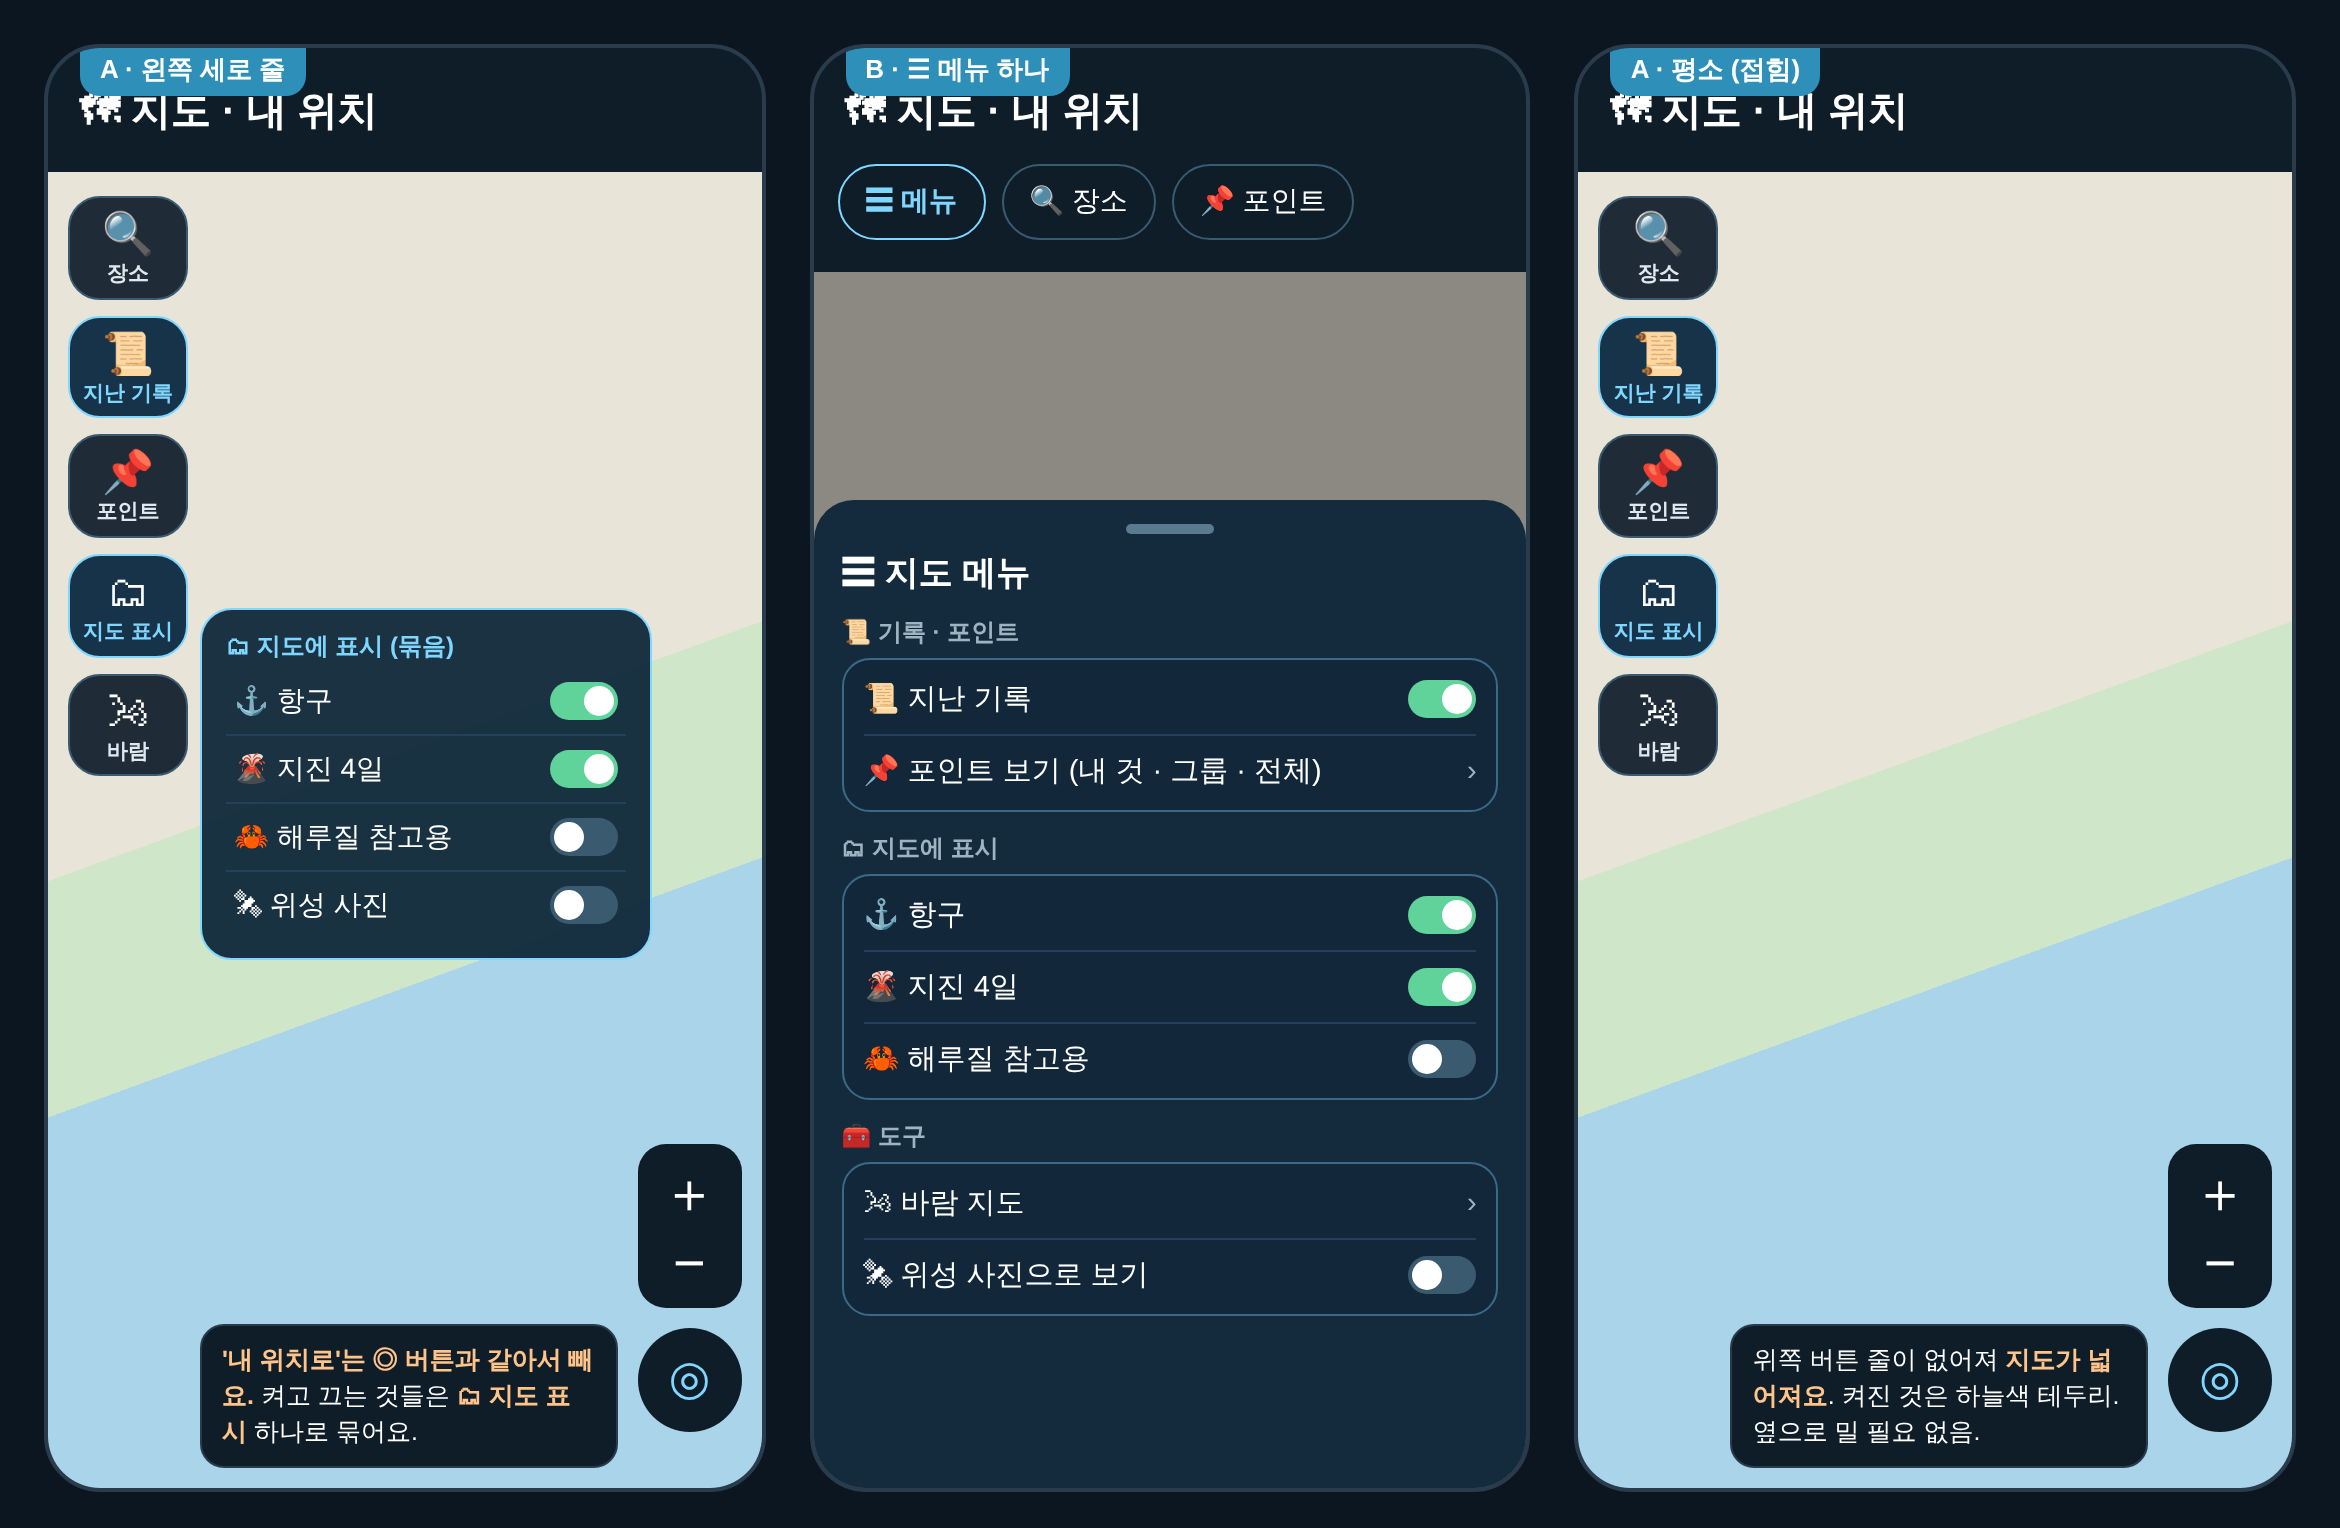 A · 왼쪽 세로 줄
🗺 지도 · 내 위치
🔍
장소
📜
지난 기록
📌
포인트
🗂
지도 표시
🌬
바람
🗂 지도에 표시 (묶음)
⚓ 항구
🌋 지진 4일
🦀 해루질 참고용
🛰 위성 사진
+
−
'내 위치로'는 ◎ 버튼과 같아서 빼
요. 켜고 끄는 것들은 🗂 지도 표
시 하나로 묶어요.
◎
B · ☰ 메뉴 하나
🗺 지도 · 내 위치
☰ 메뉴
🔍 장소
📌 포인트
☰ 지도 메뉴
📜 기록 · 포인트
📜 지난 기록
📌 포인트 보기 (내 것 · 그룹 · 전체) ›
🗂 지도에 표시
⚓ 항구
🌋 지진 4일
🦀 해루질 참고용
🧰 도구
🌬 바람 지도 ›
🛰 위성 사진으로 보기
A · 평소 (접힘)
🗺 지도 · 내 위치
🔍
장소
📜
지난 기록
📌
포인트
🗂
지도 표시
🌬
바람
+
−
위쪽 버튼 줄이 없어져 지도가 넓
어져요. 켜진 것은 하늘색 테두리.
옆으로 밀 필요 없음.
◎